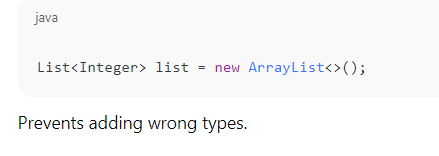 java
List<Integer> list = new ArrayList<>();
Prevents adding wrong types.